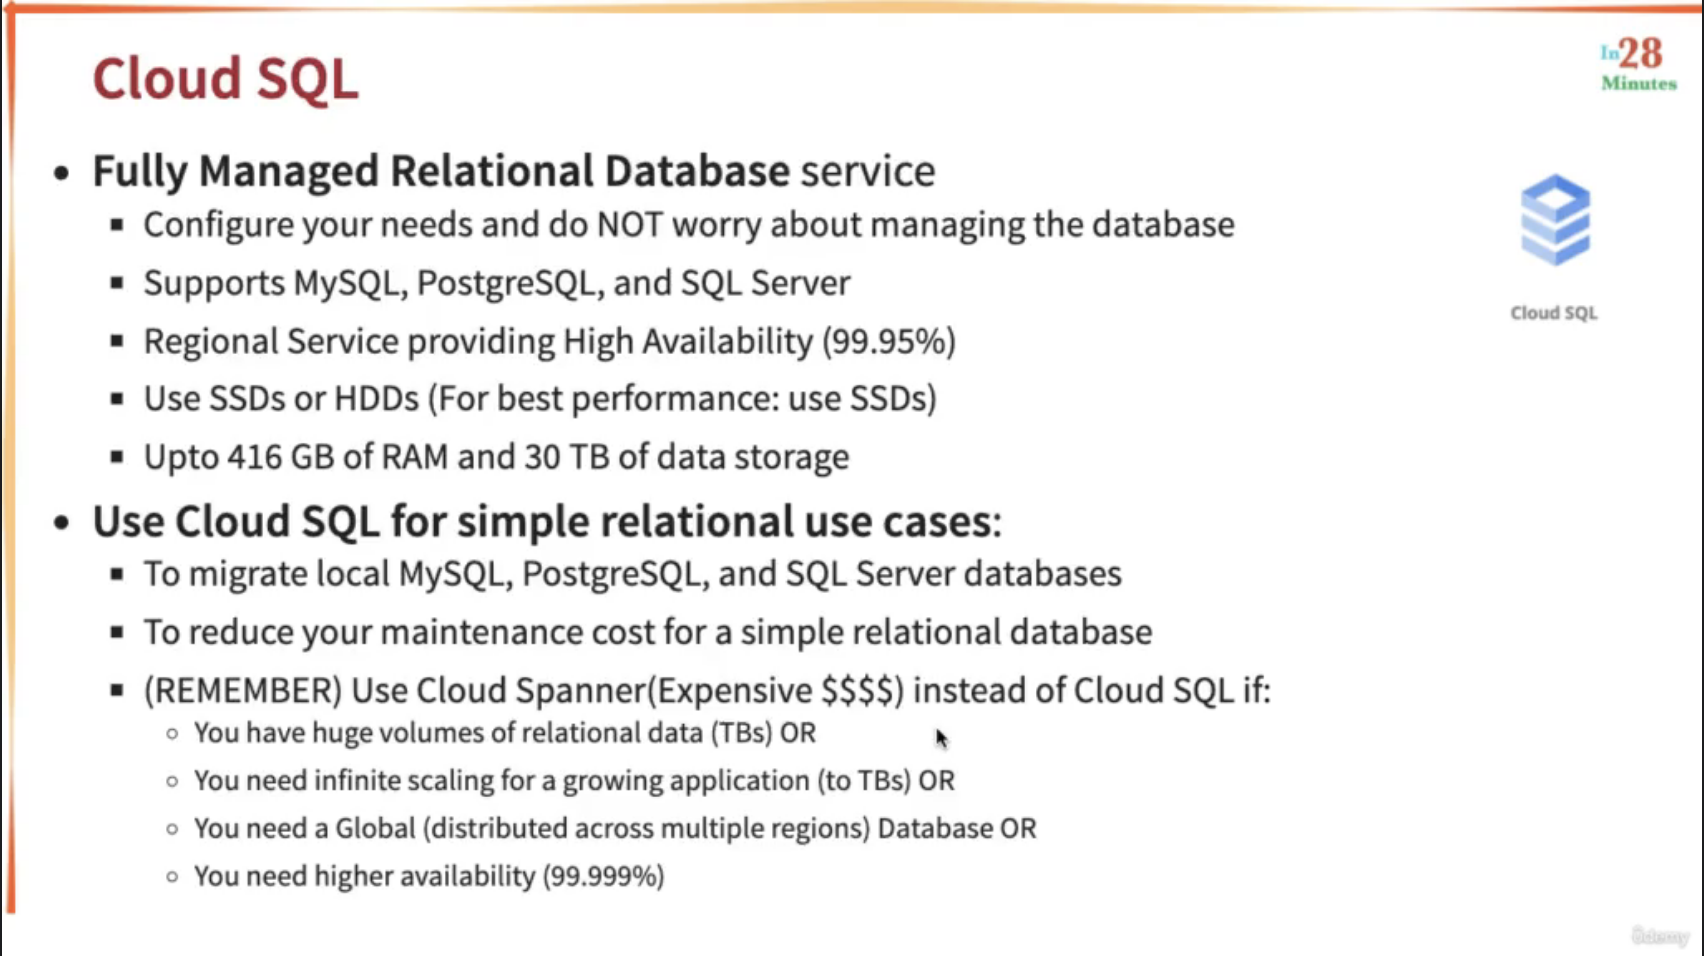 Cloud SQL
In28
Minutes
• Fully Managed Relational Database service
▪ Configure your needs and do NOT worry about managing the database
▪ Supports MySQL, PostgreSQL, and SQL Server
▪ Regional Service providing High Availability (99.95%)
▪ Use SSDs or HDDs (For best performance: use SSDs)
▪ Upto 416 GB of RAM and 30 TB of data storage
Cloud SQL
• Use Cloud SQL for simple relational use cases:
▪ To migrate local MySQL, PostgreSQL, and SQL Server databases
▪ To reduce your maintenance cost for a simple relational database
▪ (REMEMBER) Use Cloud Spanner(Expensive $$$$) instead of Cloud SQL if:
○ You have huge volumes of relational data (TBs) OR
○ You need infinite scaling for a growing application (to TBs) OR
○ You need a Global (distributed across multiple regions) Database OR
○ You need higher availability (99.999%)
ûdemy